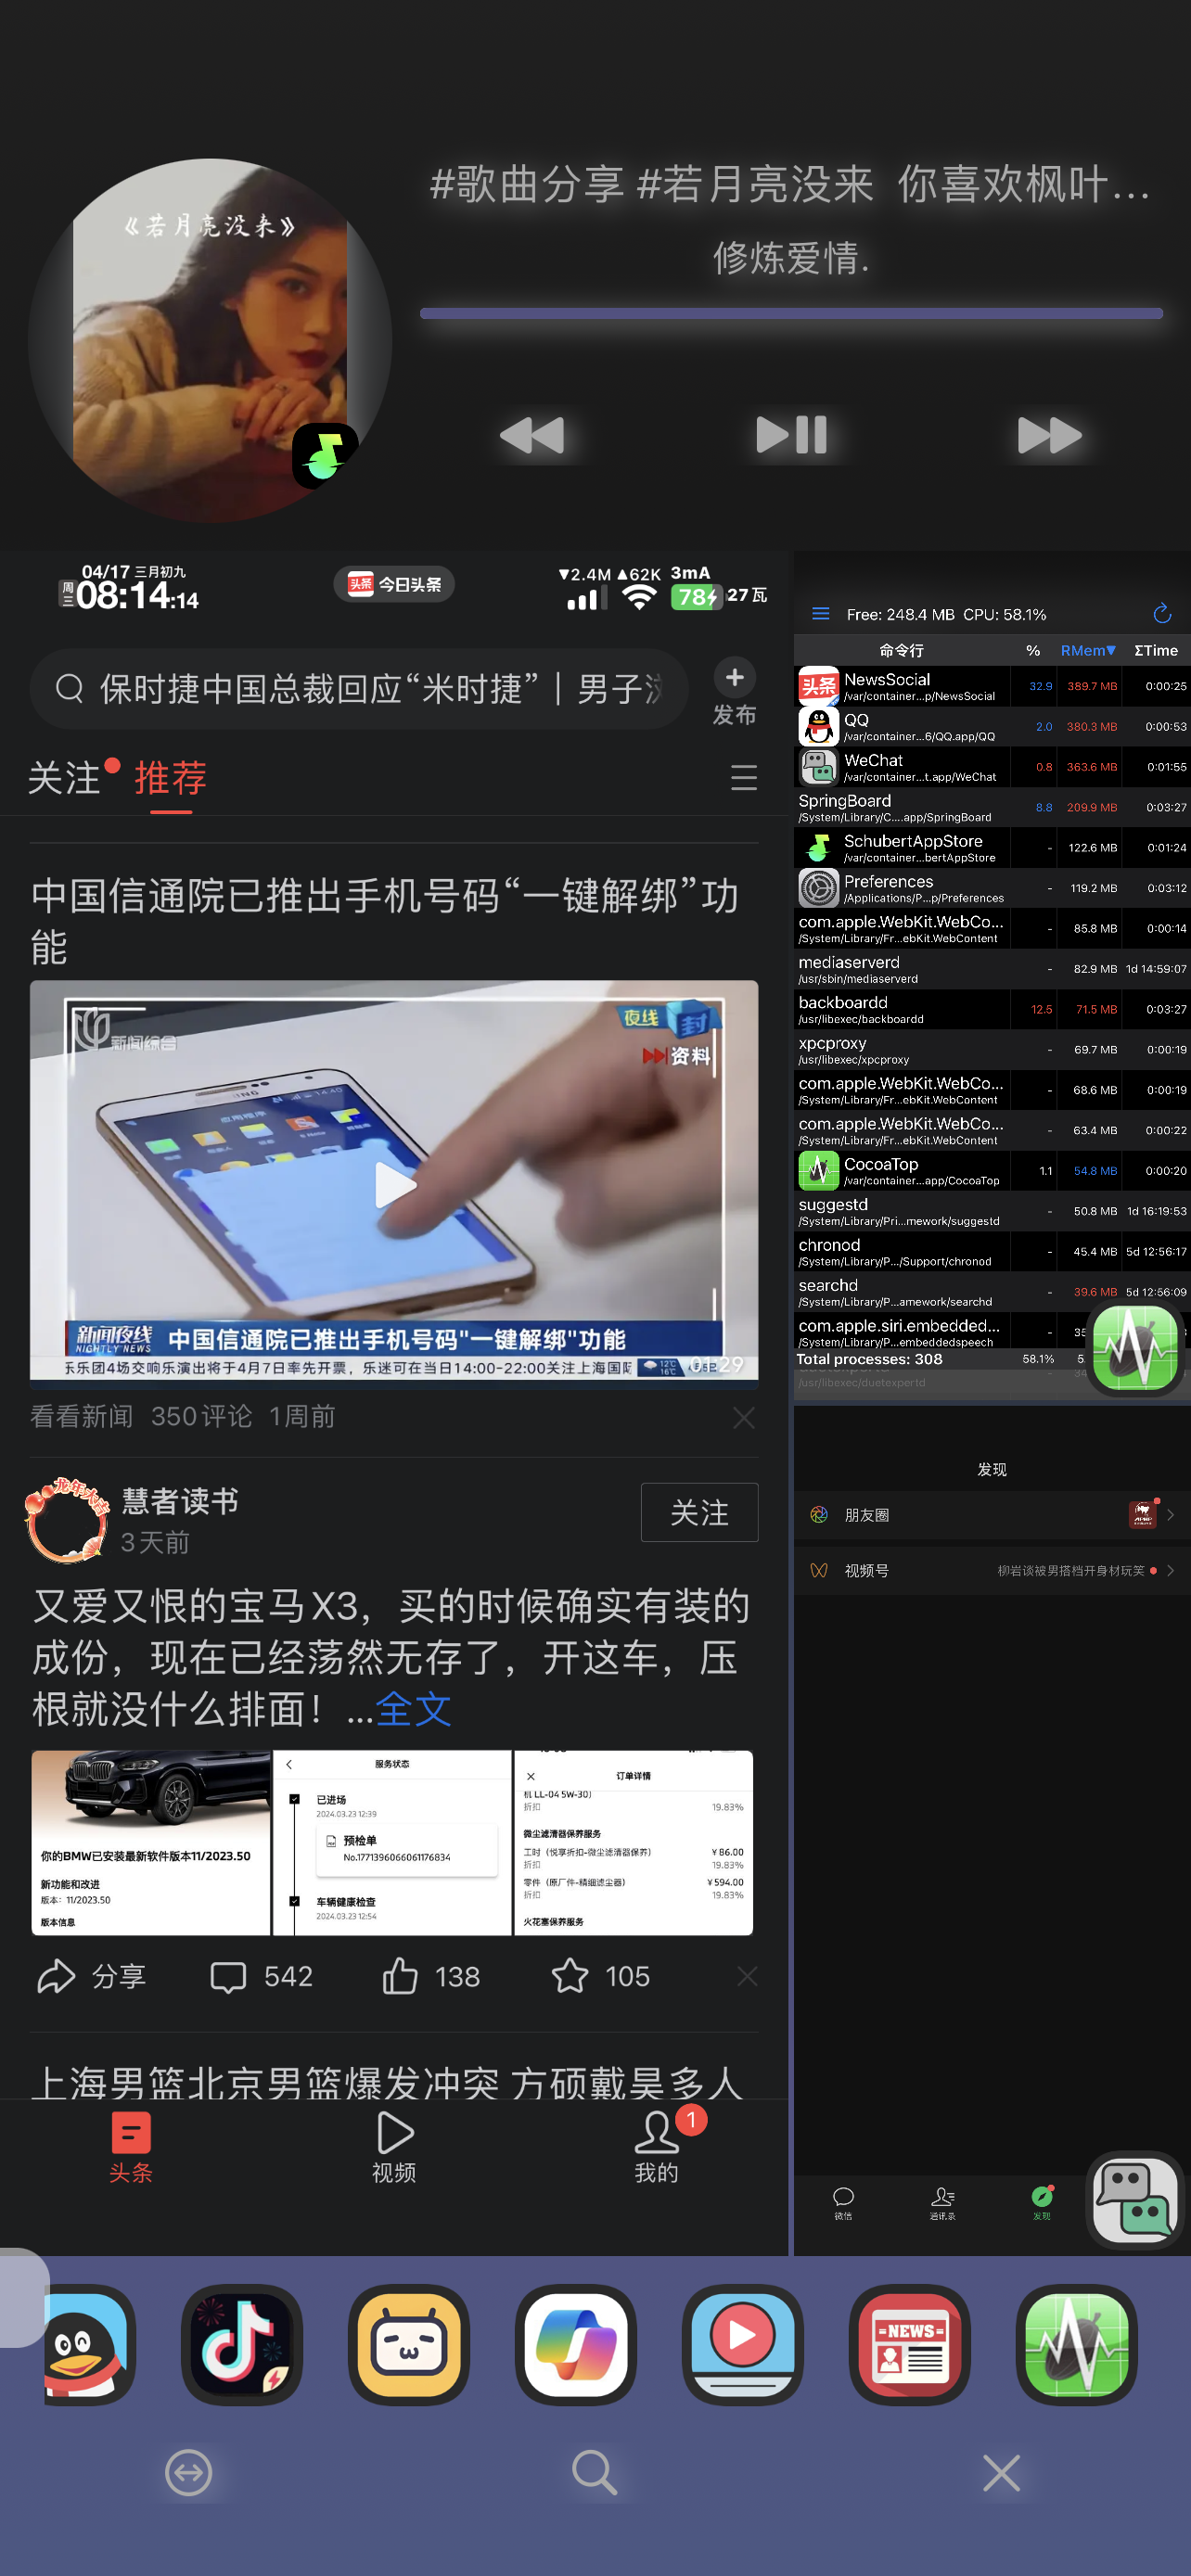 《若月亮没来》
#歌曲分享 #若月亮没来 你喜欢枫叶...
修炼爱情.
04/17 三月初九
周三
08:14:14
头条 今日头条
▼2.4M ▲62K 3mA
78 27瓦
保时捷中国总裁回应“米时捷” | 男子
发布
关注 推荐
中国信通院已推出手机号码“一键解绑”功
能
新闻综合
夜线 封
资料
新闻夜线 中国信通院已推出手机号码"一键解绑"功能
乐乐团4场交响乐演出将于4月7日率先开票，乐迷可在当日14:00-22:00关注上海国
01:29
看看新闻 350评论 1周前
龙年大吉
慧者读书
3天前
关注
又爱又恨的宝马X3，买的时候确实有装的
成份，现在已经荡然无存了，开这车，压
根就没什么排面！...全文
你的BMW已安装最新软件版本11/2023.50
新功能和改进
版本：11/2023.50
版本信息
服务状态
已进场
2024.03.23 12:39
预检单
No.1771396066061176834
车辆健康检查
2024.03.23 12:54
订单详情
机 LL-04 5W-30)
折扣 19.83%
微尘滤清器保养服务
工时（悦享折扣-微尘滤清器保养） ￥86.00
折扣 19.83%
零件（原厂件-精细滤尘器） ￥594.00
折扣 19.83%
火花塞保养服务
分享 542 138 105
上海男篮北京男篮爆发冲突 方硕戴昊多人
头条 视频 我的 1
Free: 248.4 MB CPU: 58.1%
命令行 % RMem▼ ΣTime
头条 NewsSocial 32.9 389.7 MB 0:00:25
/var/container...p/NewsSocial
QQ 2.0 380.3 MB 0:00:53
/var/container...6/QQ.app/QQ
WeChat 0.8 363.6 MB 0:01:55
/var/container...t.app/WeChat
SpringBoard 8.8 209.9 MB 0:03:27
/System/Library/C....app/SpringBoard
SchubertAppStore - 122.6 MB 0:01:24
/var/container...bertAppStore
Preferences - 119.2 MB 0:03:12
/Applications/P...p/Preferences
com.apple.WebKit.WebCo... - 85.8 MB 0:00:14
/System/Library/Fr...ebKit.WebContent
mediaserverd - 82.9 MB 1d 14:59:07
/usr/sbin/mediaserverd
backboardd 12.5 71.5 MB 0:03:27
/usr/libexec/backboardd
xpcproxy - 69.7 MB 0:00:19
/usr/libexec/xpcproxy
com.apple.WebKit.WebCo... - 68.6 MB 0:00:19
/System/Library/Fr...ebKit.WebContent
com.apple.WebKit.WebCo... - 63.4 MB 0:00:22
/System/Library/Fr...ebKit.WebContent
CocoaTop 1.1 54.8 MB 0:00:20
/var/container...app/CocoaTop
suggestd - 50.8 MB 1d 16:19:53
/System/Library/Pri...mework/suggestd
chronod - 45.4 MB 5d 12:56:17
/System/Library/P.../Support/chronod
searchd - 39.6 MB 5d 12:56:09
/System/Library/P...amework/searchd
com.apple.siri.embedded... -
/System/Library/P...embeddedspeech
Total processes: 308 58.1%
/usr/libexec/duetexpertd
发现
朋友圈
视频号 柳岩谈被男搭档开身材玩笑
微信 通讯录 发现
NEWS